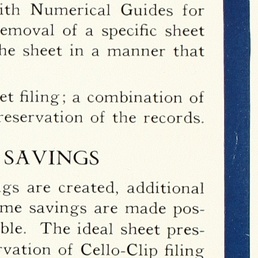 ith Numerical Guides for
emoval of a specific sheet
he sheet in a manner that
et filing; a combination of
reservation of the records.
SAVINGS
gs are created, additional
me savings are made pos-
ble. The ideal sheet pres-
rvation of Cello-Clip filing